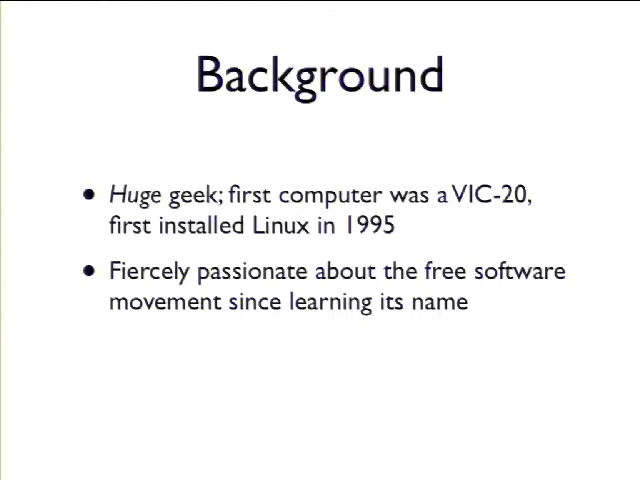 Background
• Huge geek; first computer was a VIC-20,
first installed Linux in 1995
• Fiercely passionate about the free software
movement since learning its name